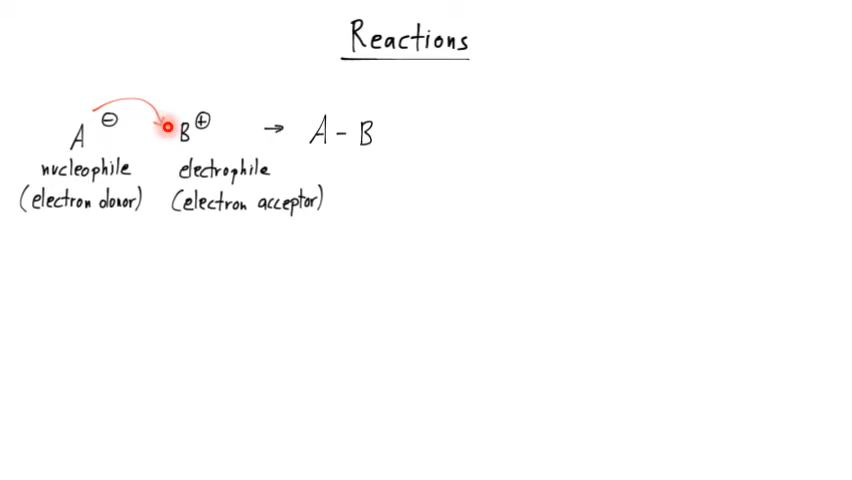 Reactions
A⊖ B⊕ → A - B
nucleophile electrophile
(electron donor) (electron acceptor)